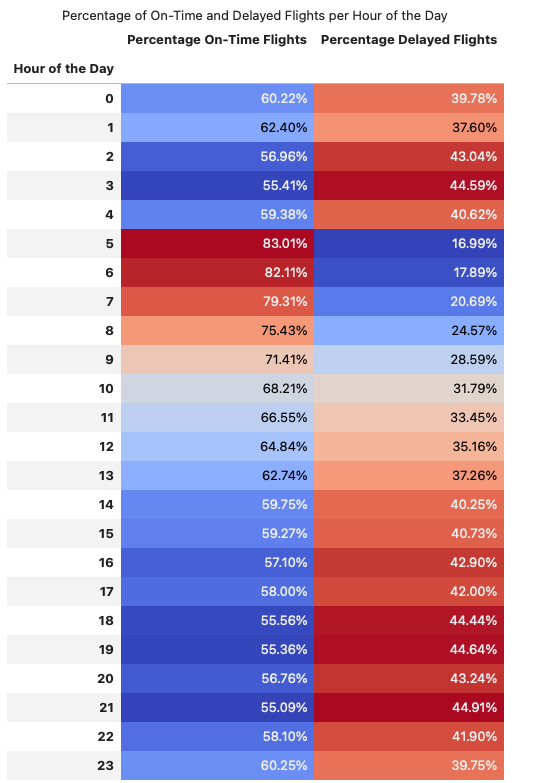 Percentage of On-Time and Delayed Flights per Hour of the Day
Percentage On-Time Flights Percentage Delayed Flights
Hour of the Day
0 60.22% 39.78%
1 62.40% 37.60%
2 56.96% 43.04%
3 55.41% 44.59%
4 59.38% 40.62%
5 83.01% 16.99%
6 82.11% 17.89%
7 79.31% 20.69%
8 75.43% 24.57%
9 71.41% 28.59%
10 68.21% 31.79%
11 66.55% 33.45%
12 64.84% 35.16%
13 62.74% 37.26%
14 59.75% 40.25%
15 59.27% 40.73%
16 57.10% 42.90%
17 58.00% 42.00%
18 55.56% 44.44%
19 55.36% 44.64%
20 56.76% 43.24%
21 55.09% 44.91%
22 58.10% 41.90%
23 60.25% 39.75%